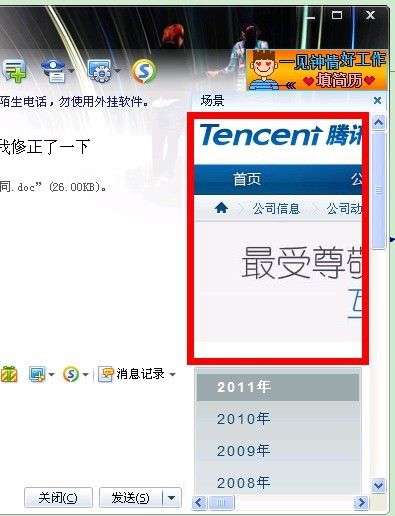 一见钟情好工作
填简历
陌生电话，勿使用外挂软件。
场景
我修正了一下
同.doc”(26.00KB)。
Tencent 腾讯
首页
公司信息
公司动
最受尊敬
互
2011年
2010年
2009年
2008年
消息记录
关闭(C)
发送(S)